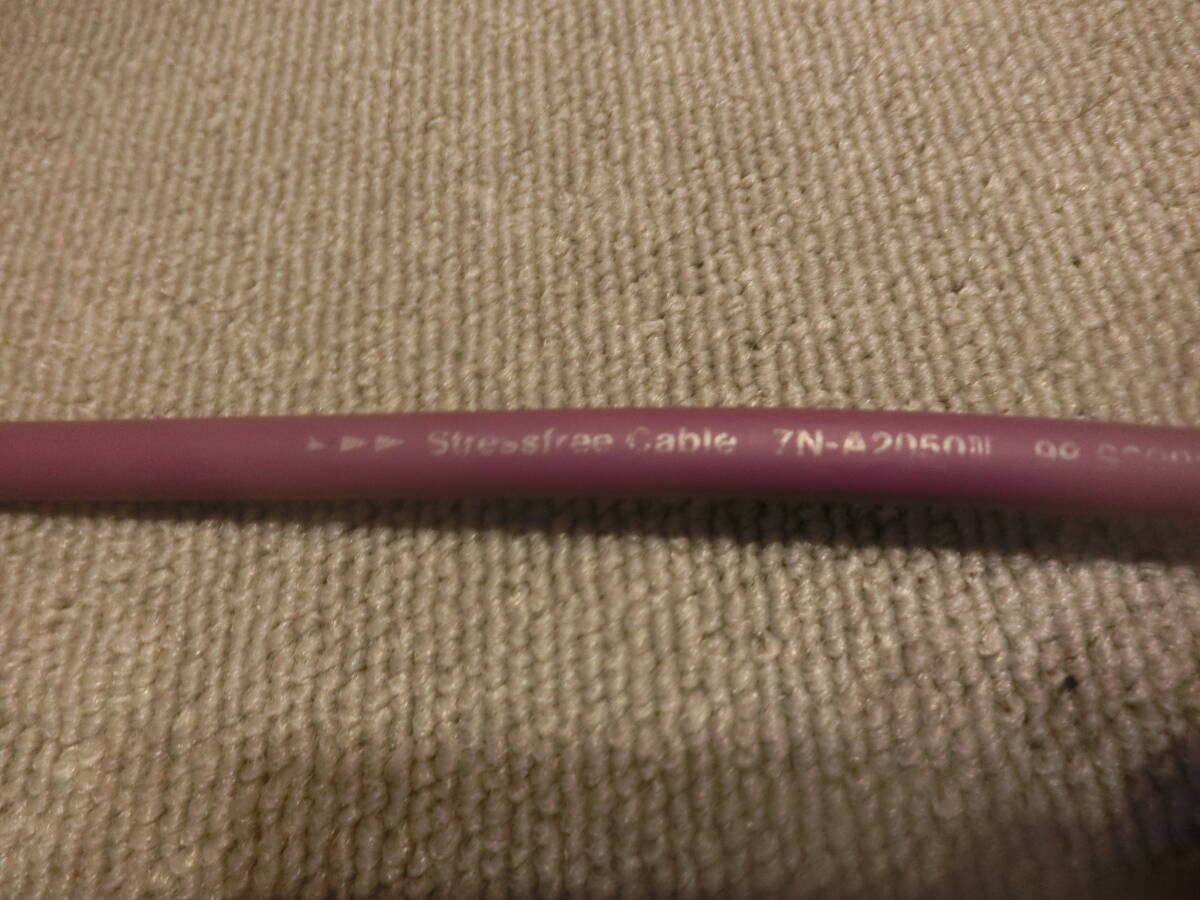 ►►► Stressfree Cable 7N-A2050Ⅲ